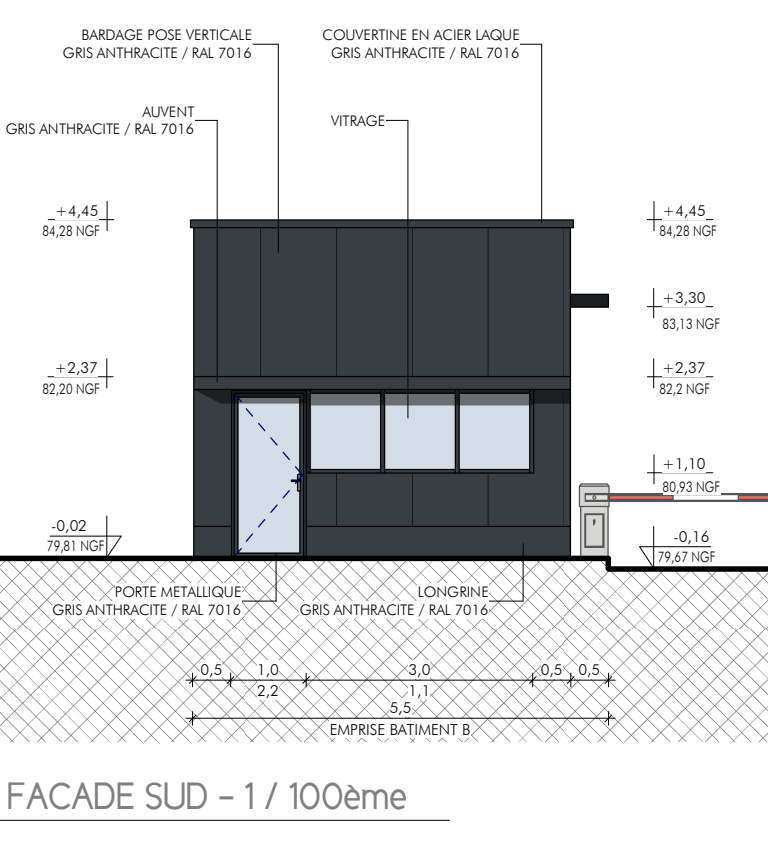 BARDAGE POSE VERTICALE
GRIS ANTHRACITE / RAL 7016
COUVERTINE EN ACIER LAQUE
GRIS ANTHRACITE / RAL 7016
AUVENT
GRIS ANTHRACITE / RAL 7016
VITRAGE
+4,45
84,28 NGF
+4,45
84,28 NGF
+3,30
83,13 NGF
+2,37
82,20 NGF
+2,37
82,2 NGF
+1,10
80,93 NGF
-0,02
79,81 NGF
-0,16
79,67 NGF
PORTE METALLIQUE
GRIS ANTHRACITE / RAL 7016
LONGRINE
GRIS ANTHRACITE / RAL 7016
0,5 1,0 3,0 0,5 0,5
2,2 1,1
5,5
EMPRISE BATIMENT B
FACADE SUD - 1 / 100ème